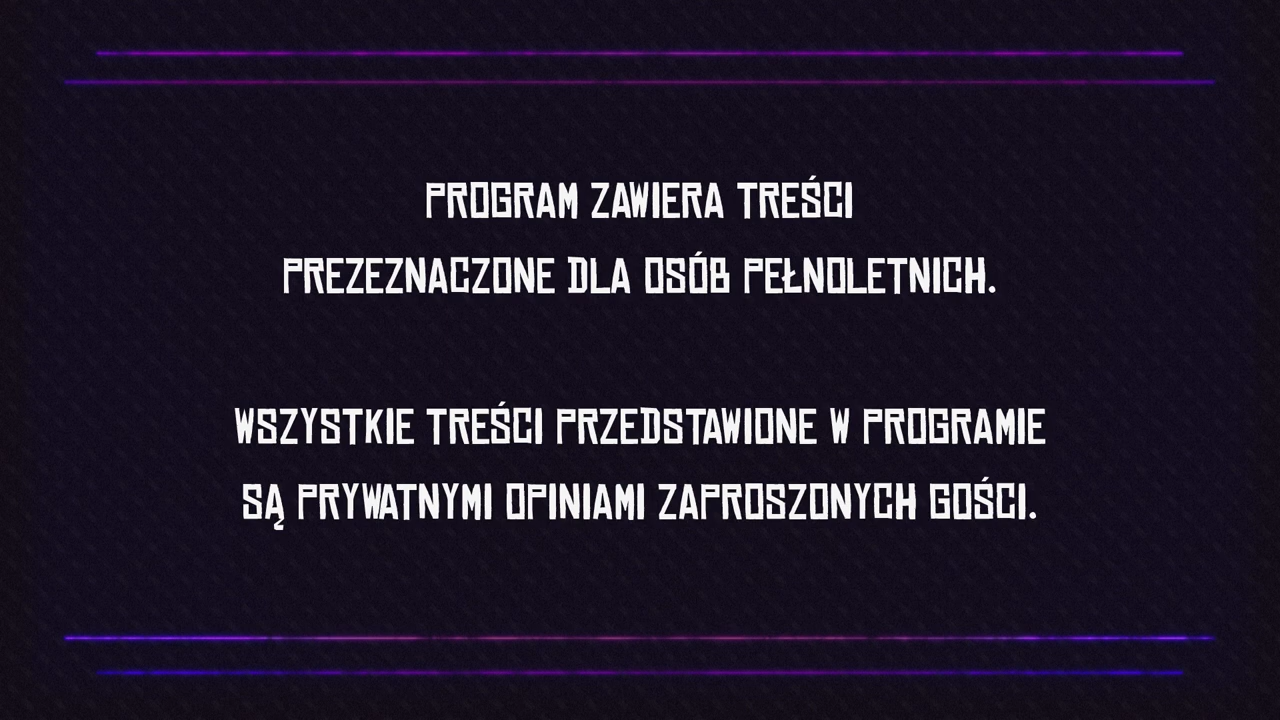 PROGRAM ZAWIERA TREŚCI
PREZEZNACZONE DLA OSÓB PEŁNOLETNICH.
WSZYSTKIE TREŚCI PRZEDSTAWIONE W PROGRAMIE
SĄ PRYWATNYMI OPINIAMI ZAPROSZONYCH GOŚCI.